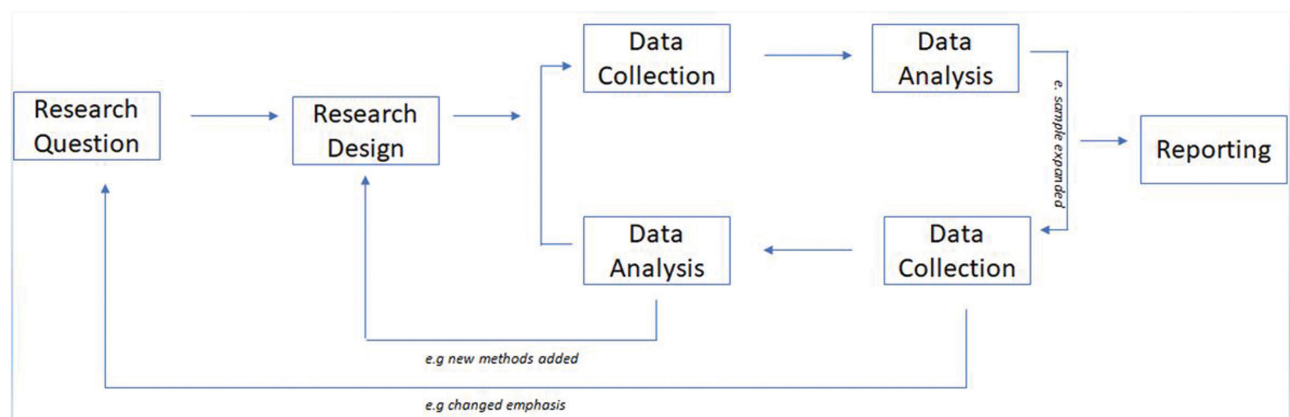 Research
Question
Research
Design
Data
Collection
Data
Analysis
e. sample expanded
Reporting
Data
Analysis
Data
Collection
e.g new methods added
e.g changed emphasis